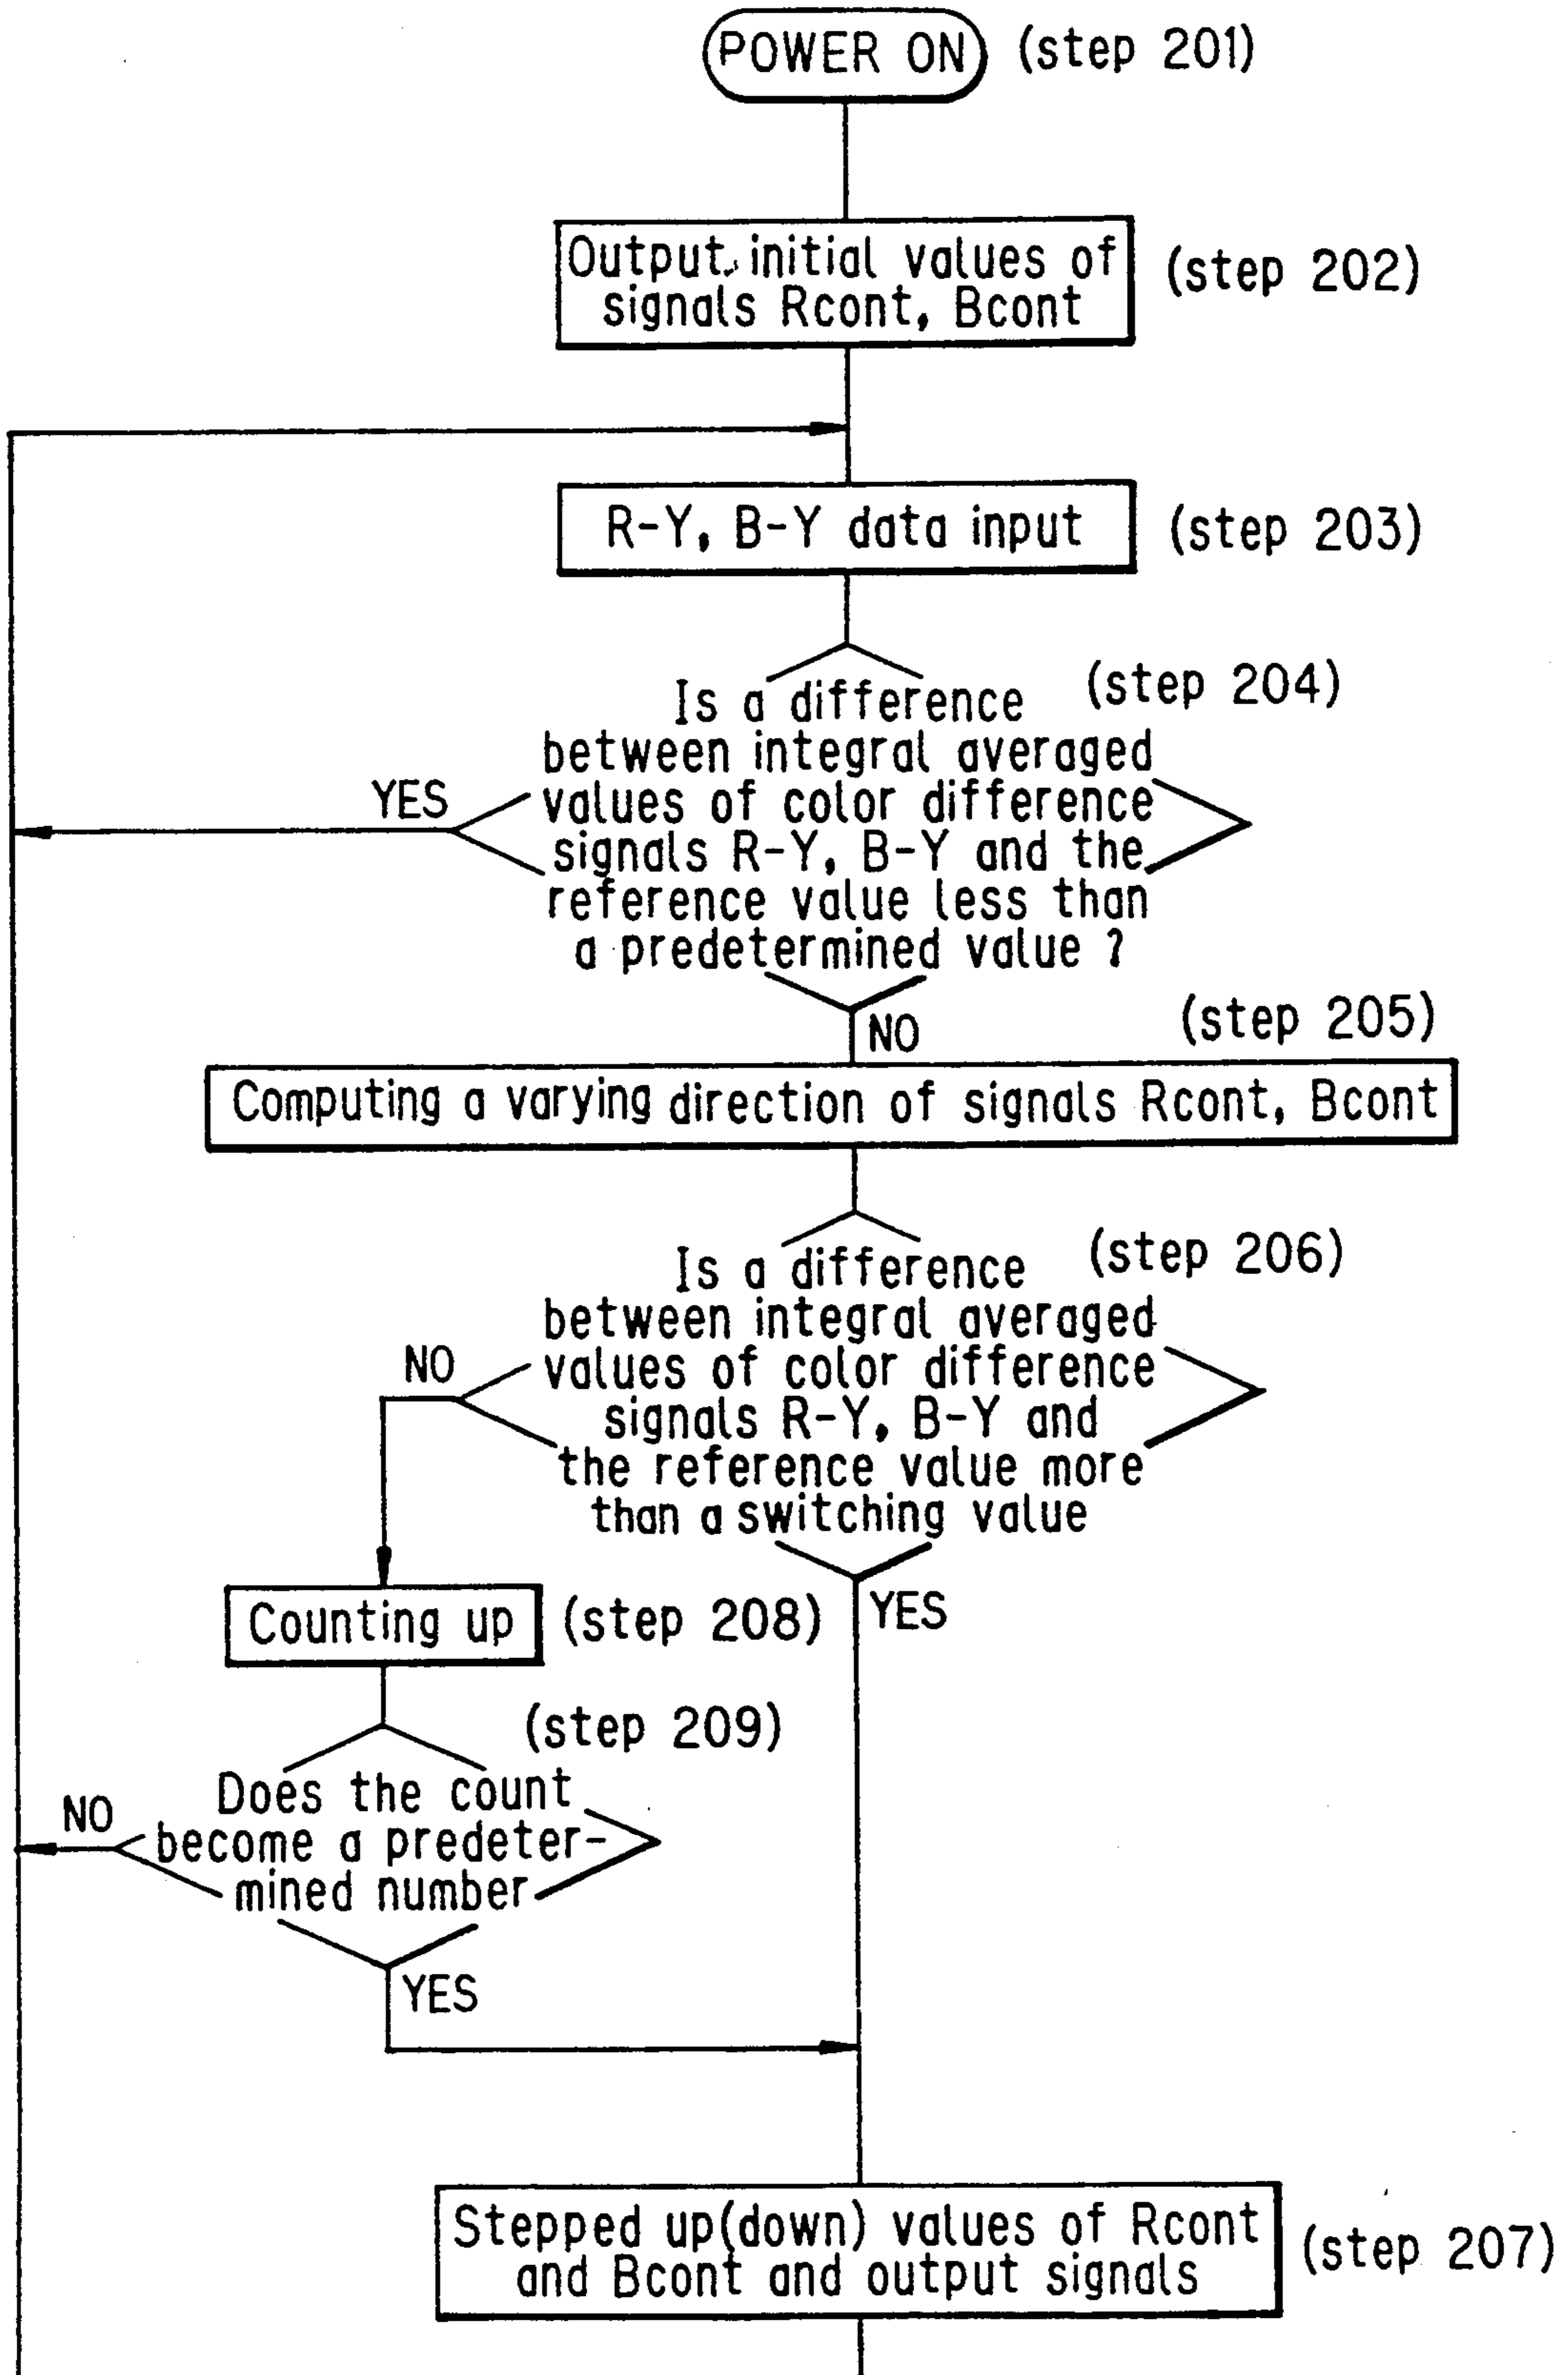 POWER ON (step 201)
Output initial values of
signals Rcont, Bcont
(step 202)
R-Y, B-Y data input (step 203)
(step 204)
Is a difference
between integral averaged
values of color difference
signals R-Y, B-Y and the
reference value less than
a predetermined value ?
YES
NO
(step 205)
Computing a varying direction of signals Rcont, Bcont
(step 206)
Is a difference
between integral averaged
values of color difference
signals R-Y, B-Y and
the reference value more
than a switching value
NO
YES
Counting up (step 208)
(step 209)
Does the count
become a predeter-
mined number
NO
YES
Stepped up(down) values of Rcont
and Bcont and output signals
(step 207)